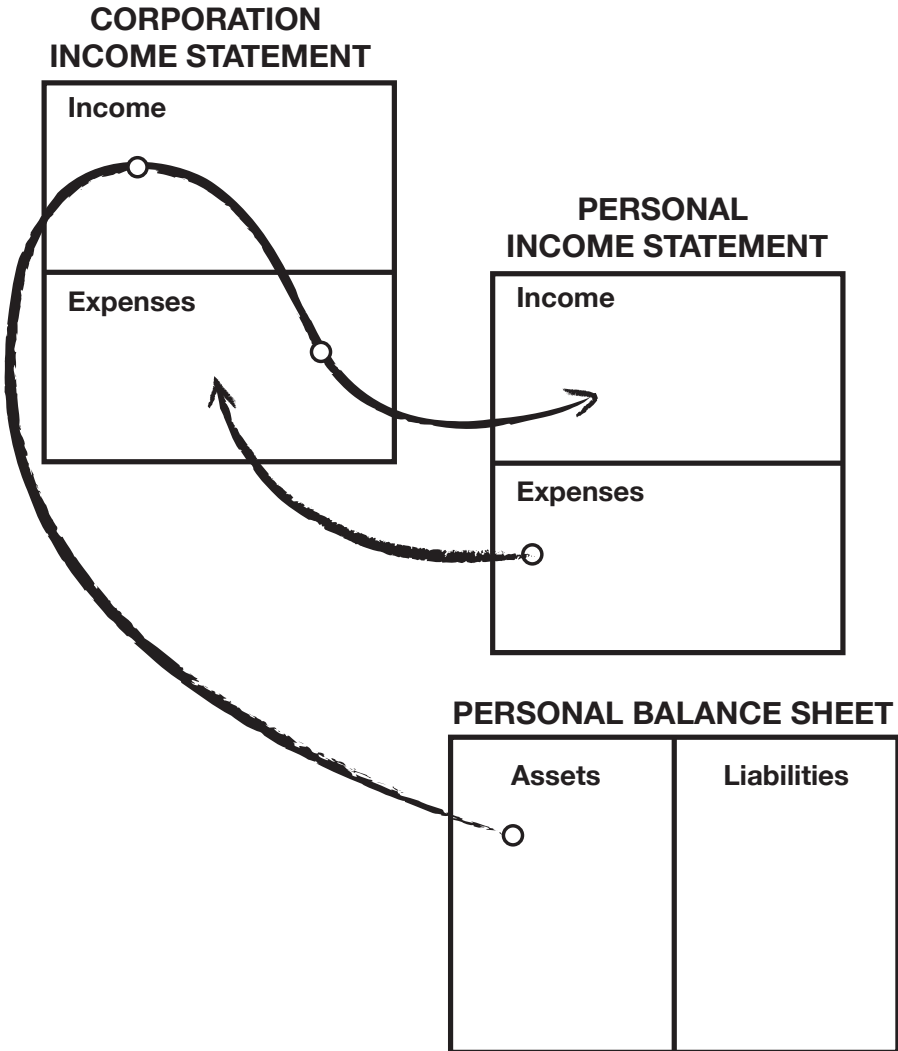 CORPORATION
INCOME STATEMENT
Income
Expenses
PERSONAL
INCOME STATEMENT
Income
Expenses
PERSONAL BALANCE SHEET
Assets
Liabilities